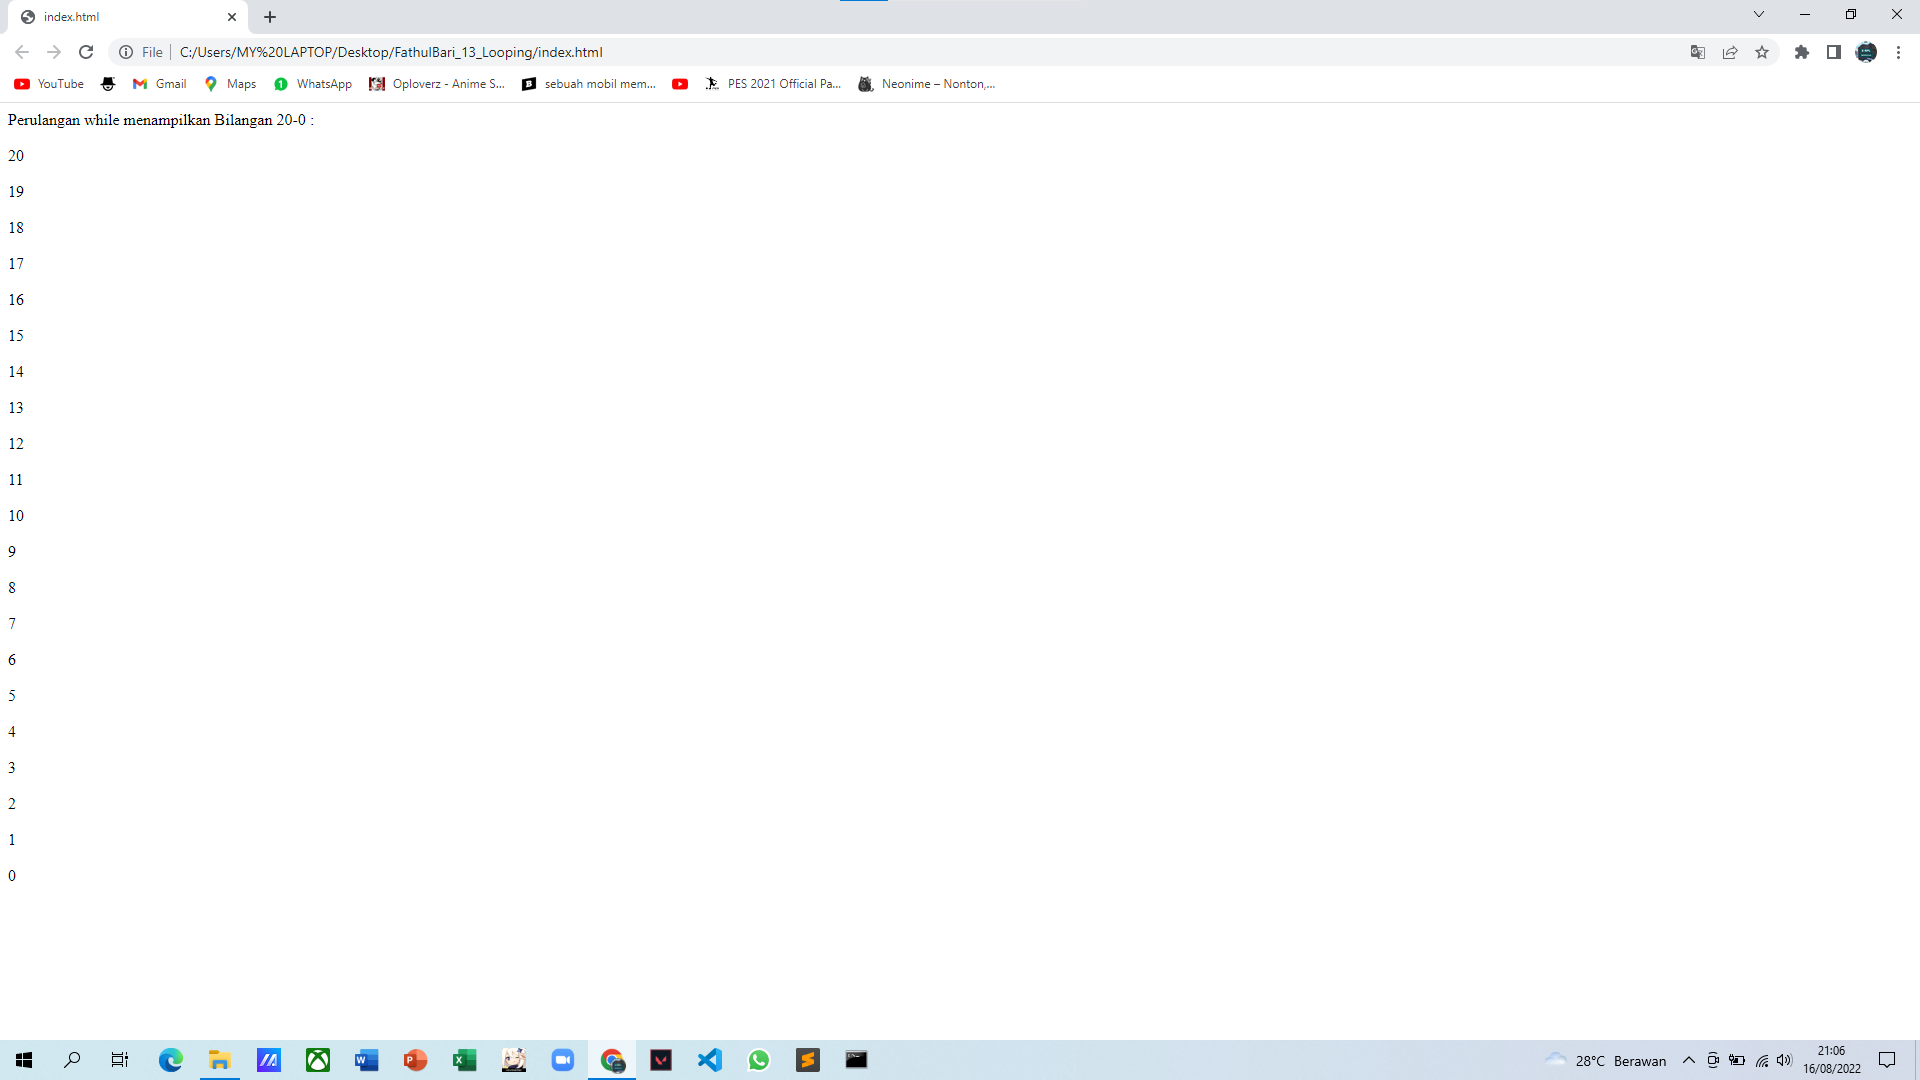 index.html
File
C:/Users/MY%20LAPTOP/Desktop/FathulBari_13_Looping/index.html
YouTube
Gmail
Maps
1
WhatsApp
Oploverz - Anime S...
sebuah mobil mem...
PES 2021 Official Pa...
Neonime – Nonton,...
Perulangan while menampilkan Bilangan 20-0 :
20
19
18
17
16
15
14
13
12
11
10
9
8
7
6
5
4
3
2
1
0
28°C Berawan
21:06
16/08/2022